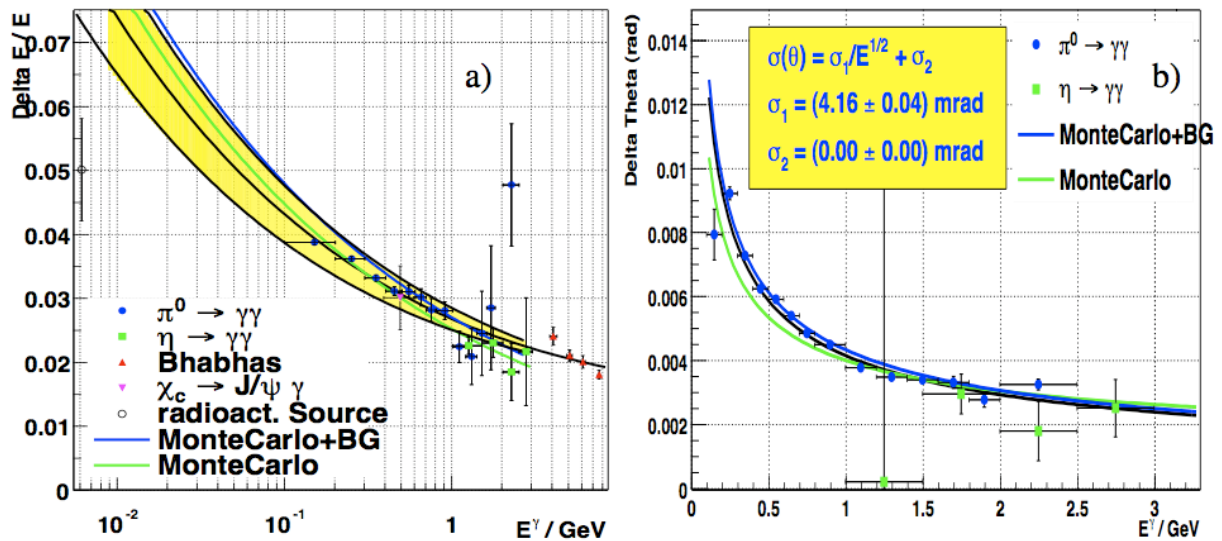 Delta E / E
0.07
0.06
0.05
0.04
0.03
0.02
0.01
0
a)
π⁰ → γγ
η → γγ
Bhabhas
χc → J/ψ γ
radioact. Source
MonteCarlo+BG
MonteCarlo
10⁻² 10⁻¹ 1
Eᵞ / GeV
Delta Theta (rad)
0.014
0.012
0.01
0.008
0.006
0.004
0.002
0
σ(θ) = σ₁/E^1/2 + σ₂
σ₁ = (4.16 ± 0.04) mrad
σ₂ = (0.00 ± 0.00) mrad
b)
π⁰ → γγ
η → γγ
MonteCarlo+BG
MonteCarlo
0 0.5 1 1.5 2 2.5 3
Eᵞ / GeV